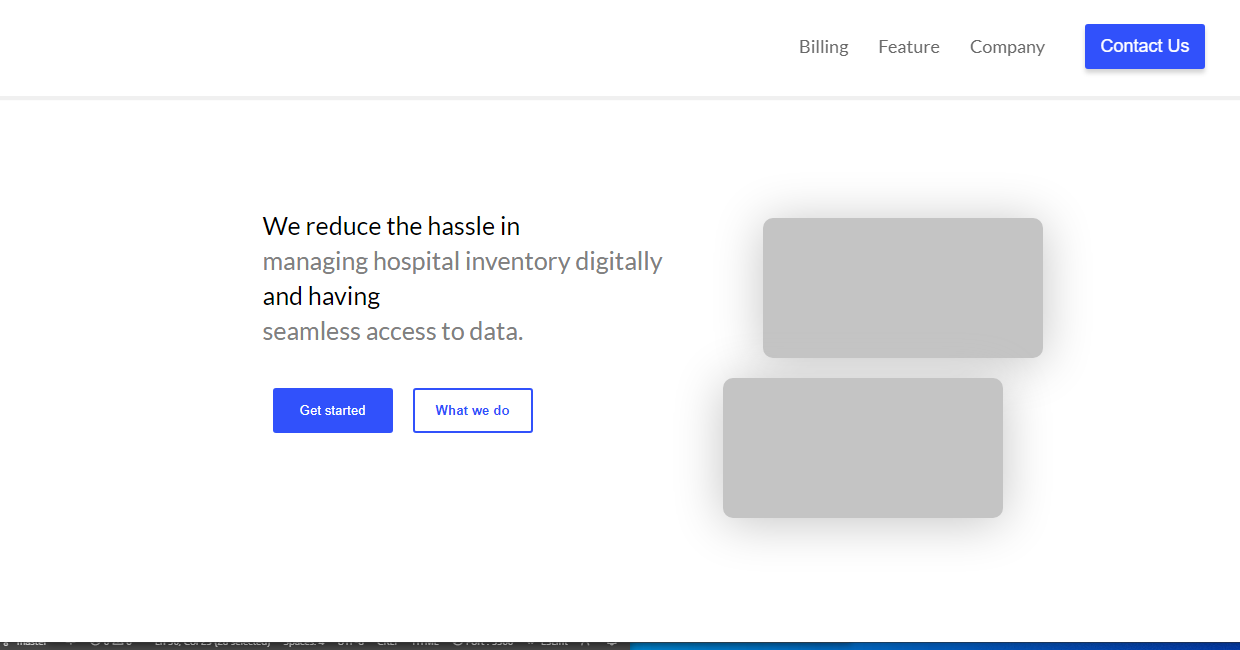 Billing Feature Company Contact Us
We reduce the hassle in
managing hospital inventory digitally
and having
seamless access to data.
Get started What we do